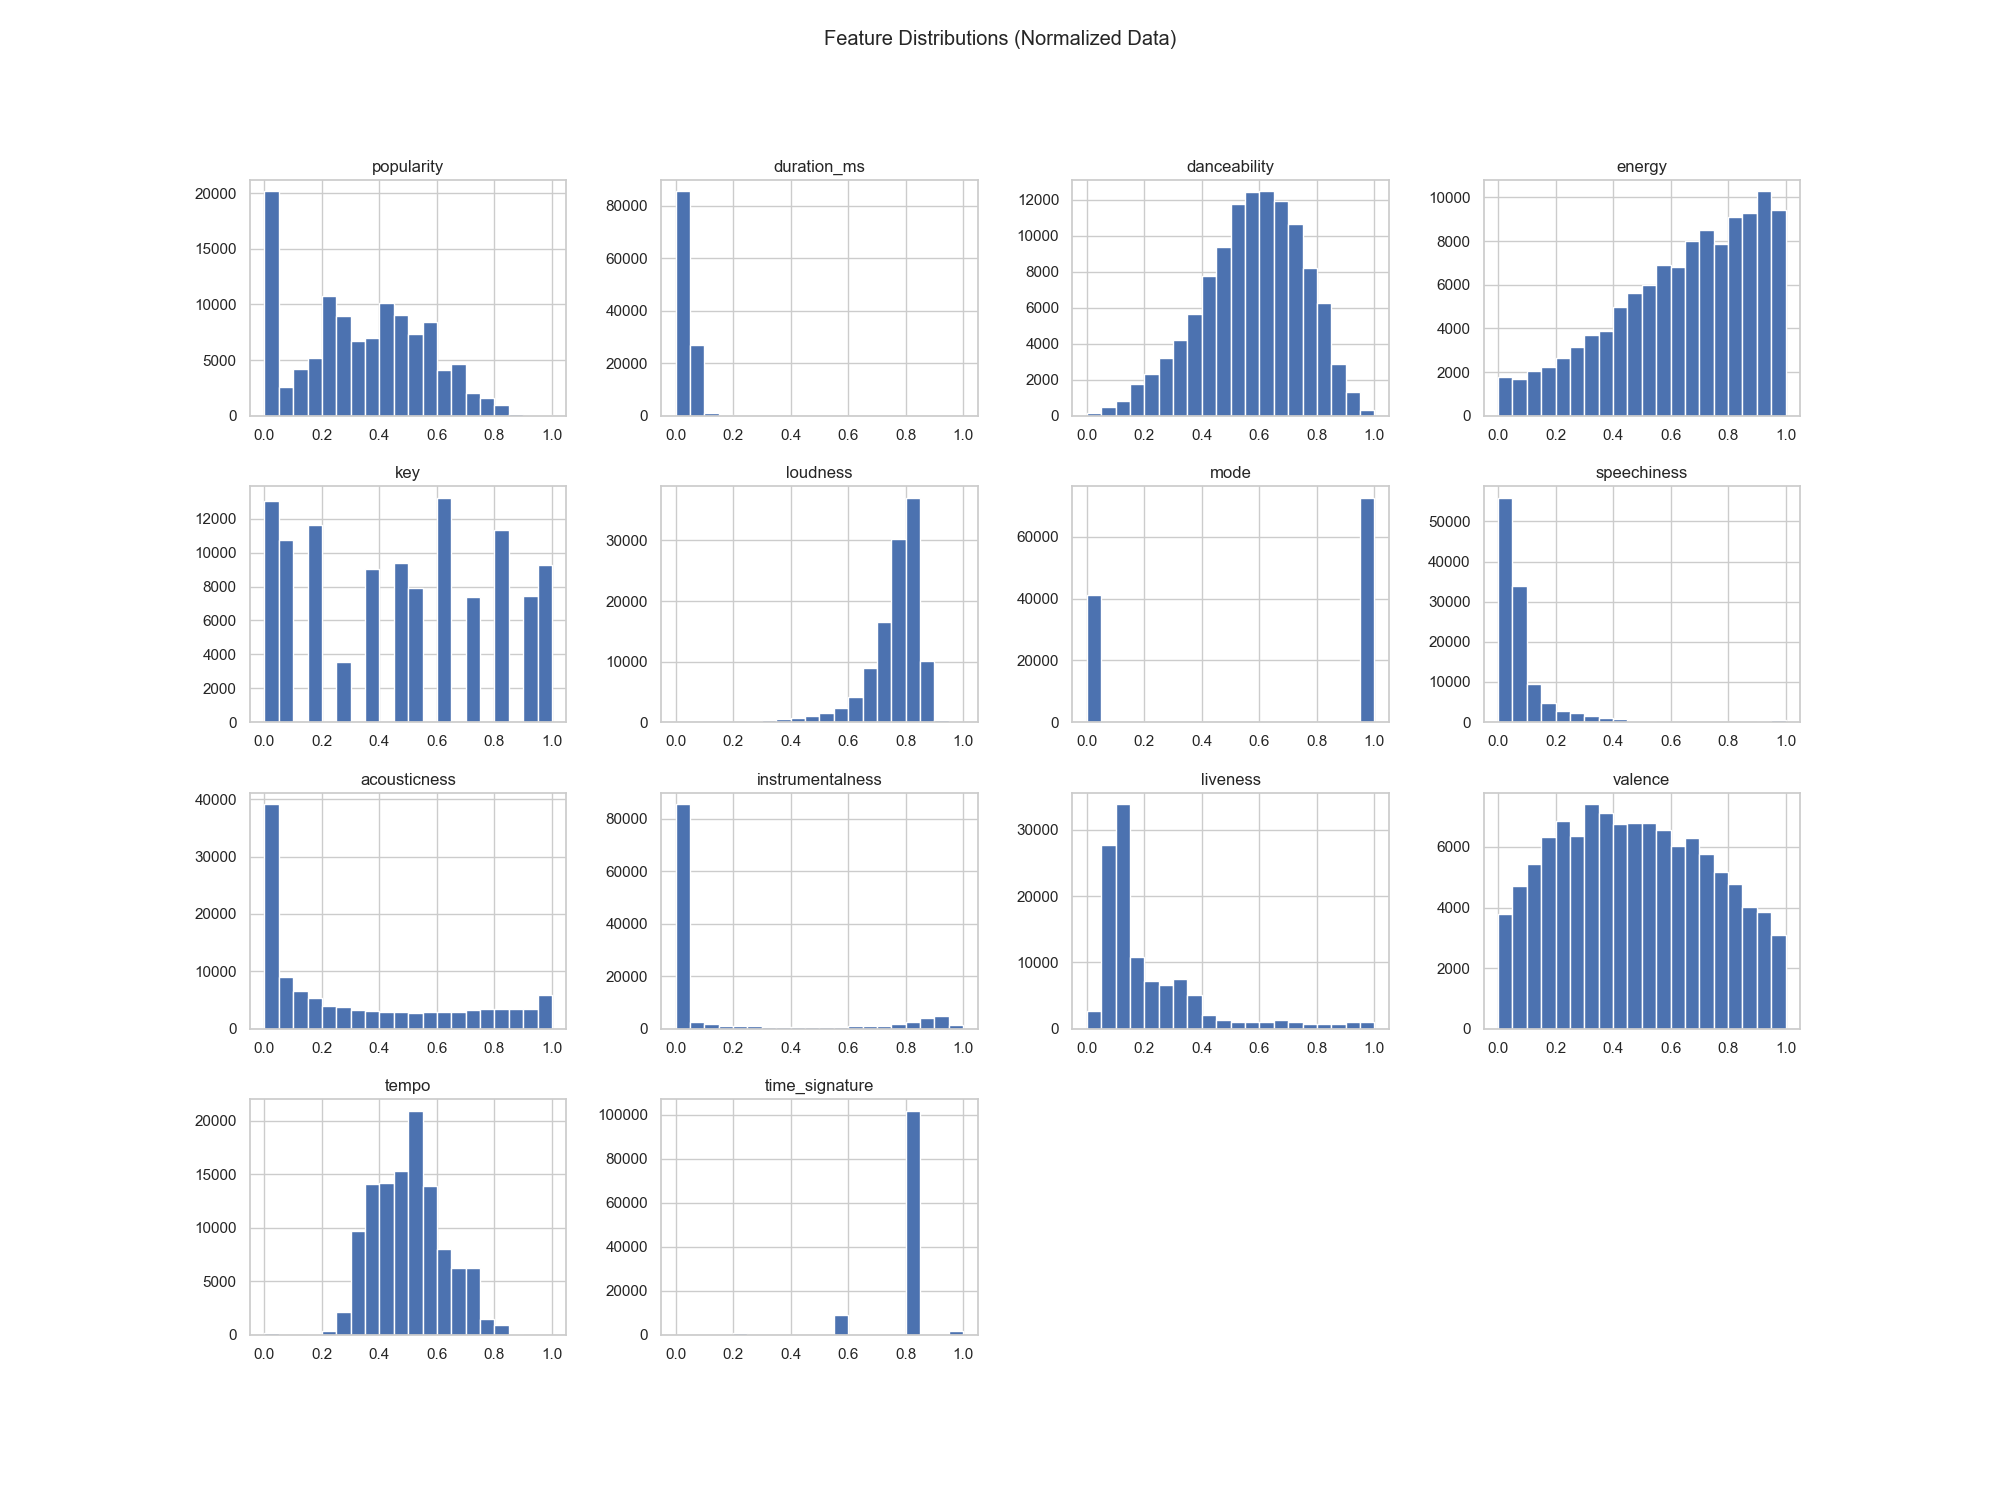 Feature Distributions (Normalized Data)
popularity
20000
15000
10000
5000
0
0.0 0.2 0.4 0.6 0.8 1.0
duration_ms
80000
60000
40000
20000
0
0.0 0.2 0.4 0.6 0.8 1.0
danceability
12000
10000
8000
6000
4000
2000
0
0.0 0.2 0.4 0.6 0.8 1.0
energy
10000
8000
6000
4000
2000
0
0.0 0.2 0.4 0.6 0.8 1.0
key
12000
10000
8000
6000
4000
2000
0
0.0 0.2 0.4 0.6 0.8 1.0
loudness
30000
20000
10000
0
0.0 0.2 0.4 0.6 0.8 1.0
mode
60000
40000
20000
0
0.0 0.2 0.4 0.6 0.8 1.0
speechiness
50000
40000
30000
20000
10000
0
0.0 0.2 0.4 0.6 0.8 1.0
acousticness
40000
30000
20000
10000
0
0.0 0.2 0.4 0.6 0.8 1.0
instrumentalness
80000
60000
40000
20000
0
0.0 0.2 0.4 0.6 0.8 1.0
liveness
30000
20000
10000
0
0.0 0.2 0.4 0.6 0.8 1.0
valence
6000
4000
2000
0
0.0 0.2 0.4 0.6 0.8 1.0
tempo
20000
15000
10000
5000
0
0.0 0.2 0.4 0.6 0.8 1.0
time_signature
100000
80000
60000
40000
20000
0
0.0 0.2 0.4 0.6 0.8 1.0